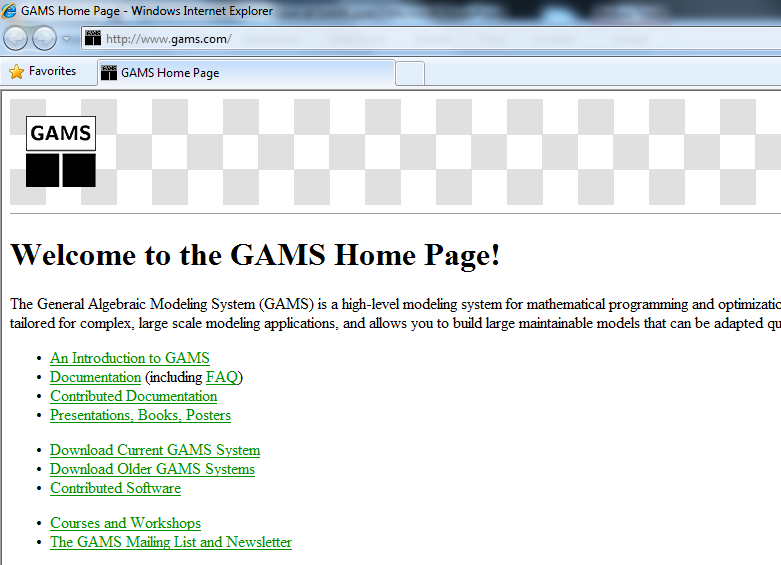 GAMS Home Page - Windows Internet Explorer
http://www.gams.com/
Favorites
GAMS Home Page
GAMS
Welcome to the GAMS Home Page!
The General Algebraic Modeling System (GAMS) is a high-level modeling system for mathematical programming and optimizatio
tailored for complex, large scale modeling applications, and allows you to build large maintainable models that can be adapted qu
• An Introduction to GAMS
• Documentation (including FAQ)
• Contributed Documentation
• Presentations, Books, Posters
• Download Current GAMS System
• Download Older GAMS Systems
• Contributed Software
• Courses and Workshops
• The GAMS Mailing List and Newsletter